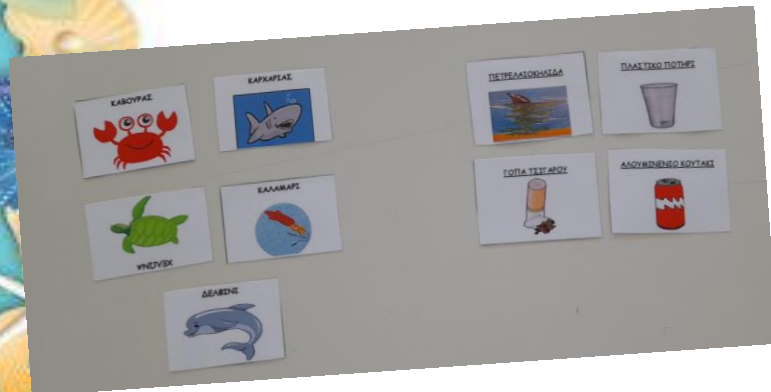 ΚΑΒΟΥΡΑΣ
ΚΑΡΧΑΡΙΑΣ
ΧΕΛΩΝΑ
ΚΑΛΑΜΑΡΙ
ΔΕΛΦΙΝΙ
ΠΕΤΡΕΛΑΙΟΚΗΛΙΔΑ
ΠΛΑΣΤΙΚΟ ΠΟΤΗΡΙ
ΓΟΠΑ ΤΣΙΓΑΡΟΥ
ΑΛΟΥΜΙΝΕΝΙΟ ΚΟΥΤΑΚΙ